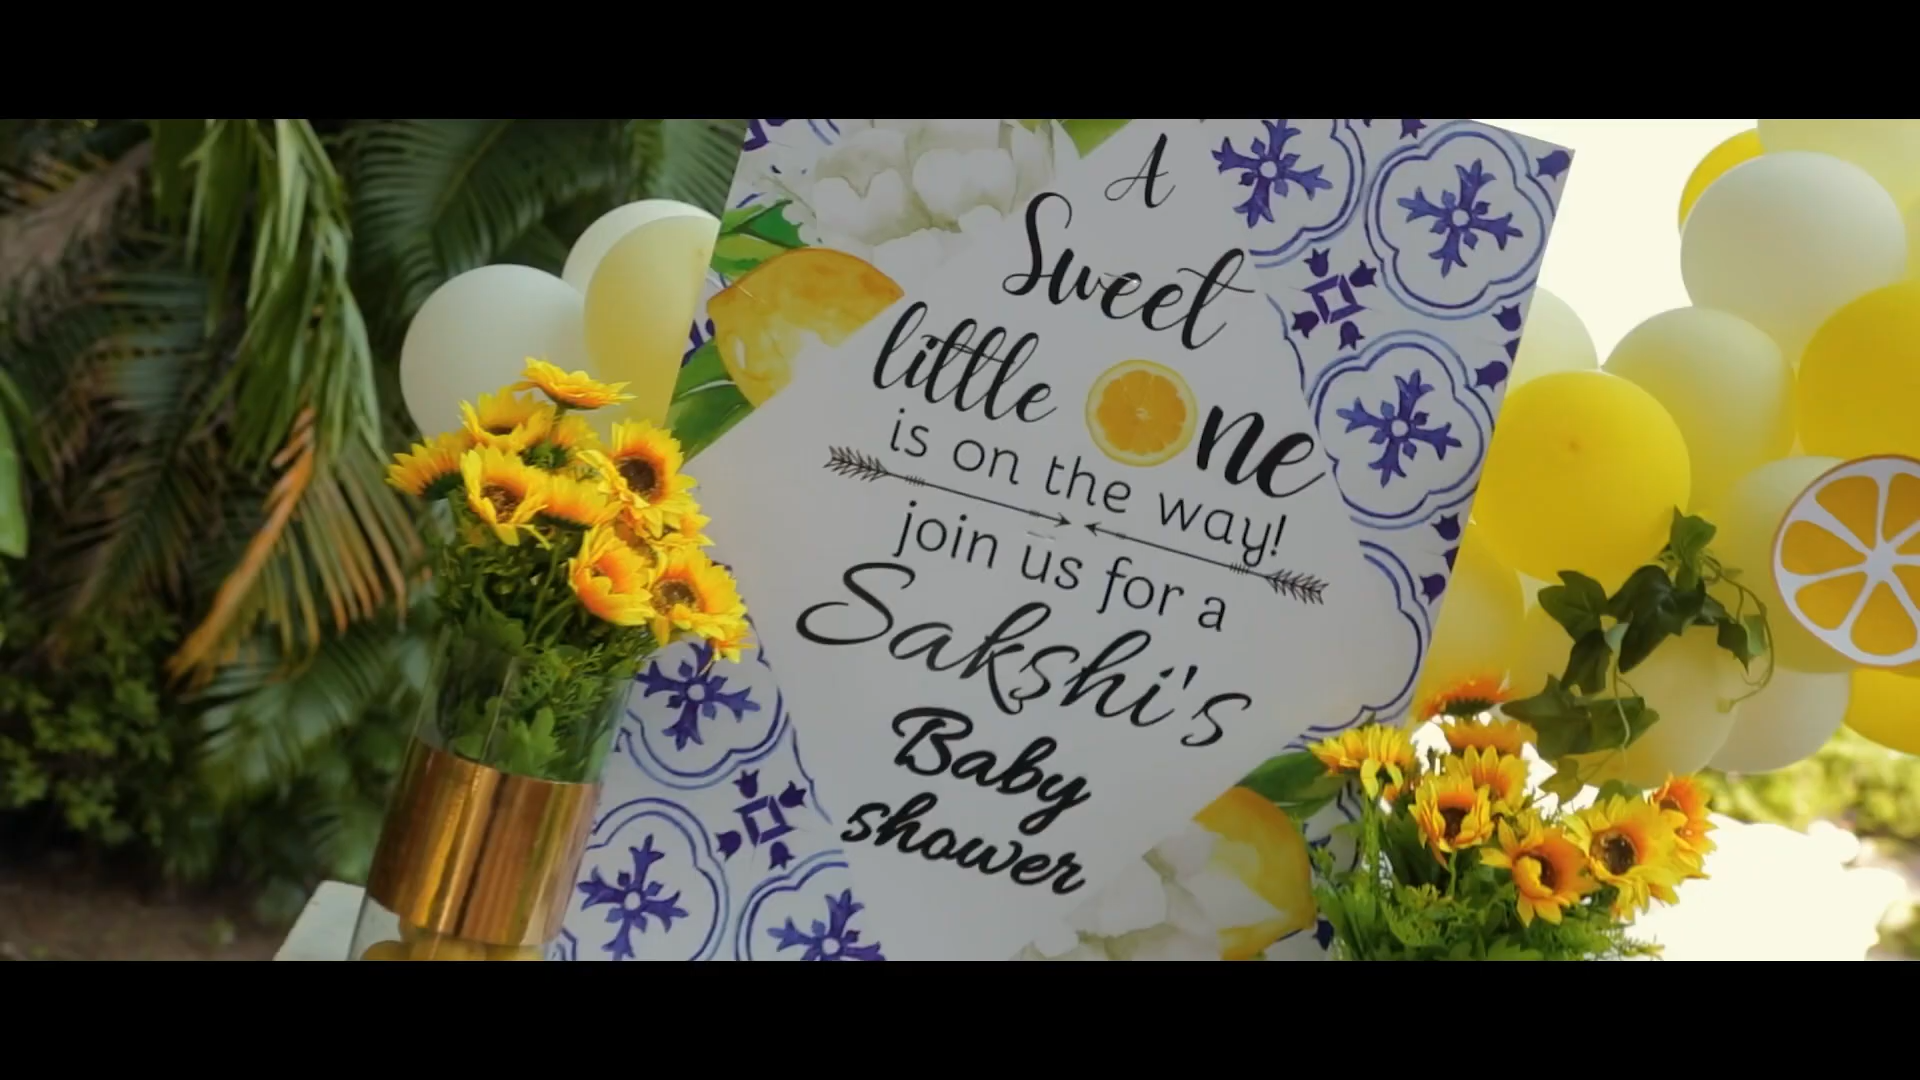 A
Sweet
little one
is on the way!
join us for a
Sakshi's
Baby
shower